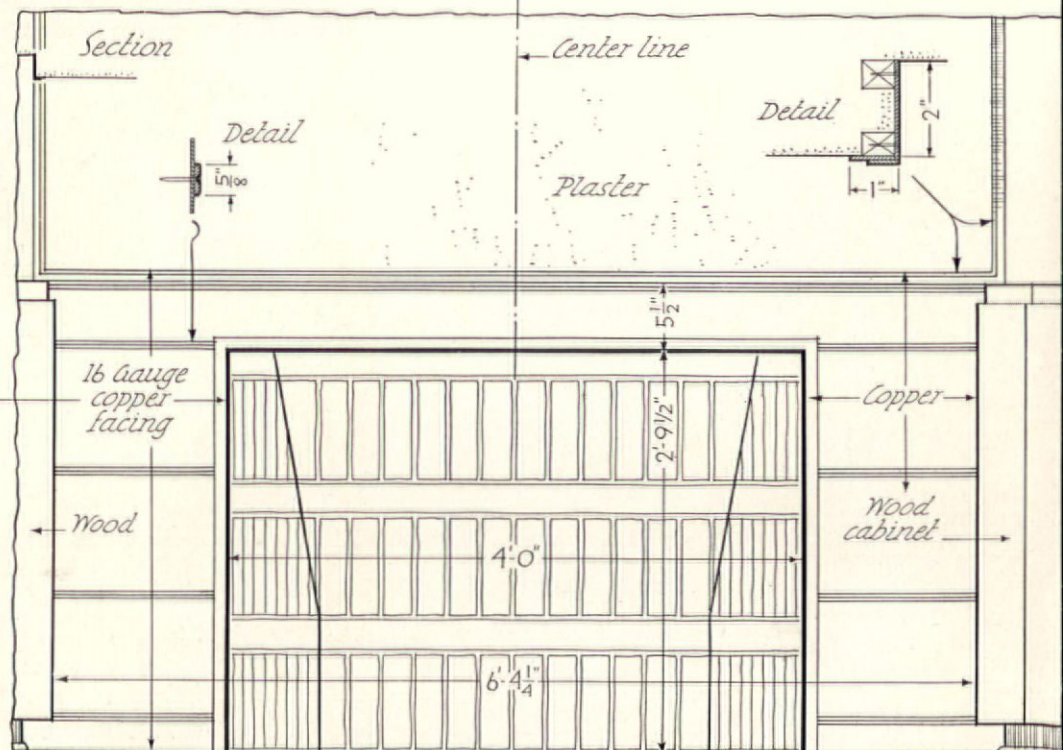 Section
Center line
Detail
Detail
2"
5/8"
Plaster
1"
5 1/2"
16 Gauge
copper
facing
Copper
2'-9 1/2"
Wood
Wood
cabinet
4'-0"
6'-4 1/4"